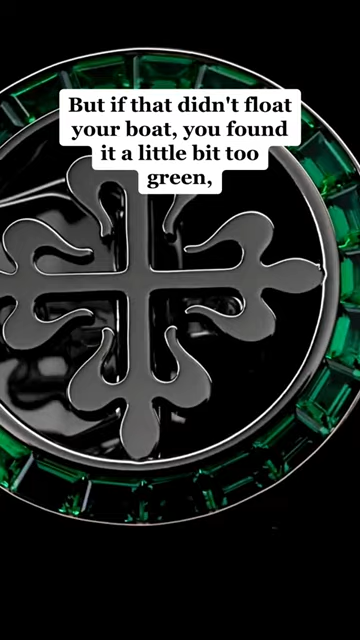 But if that didn't float
your boat, you found
it a little bit too
green,